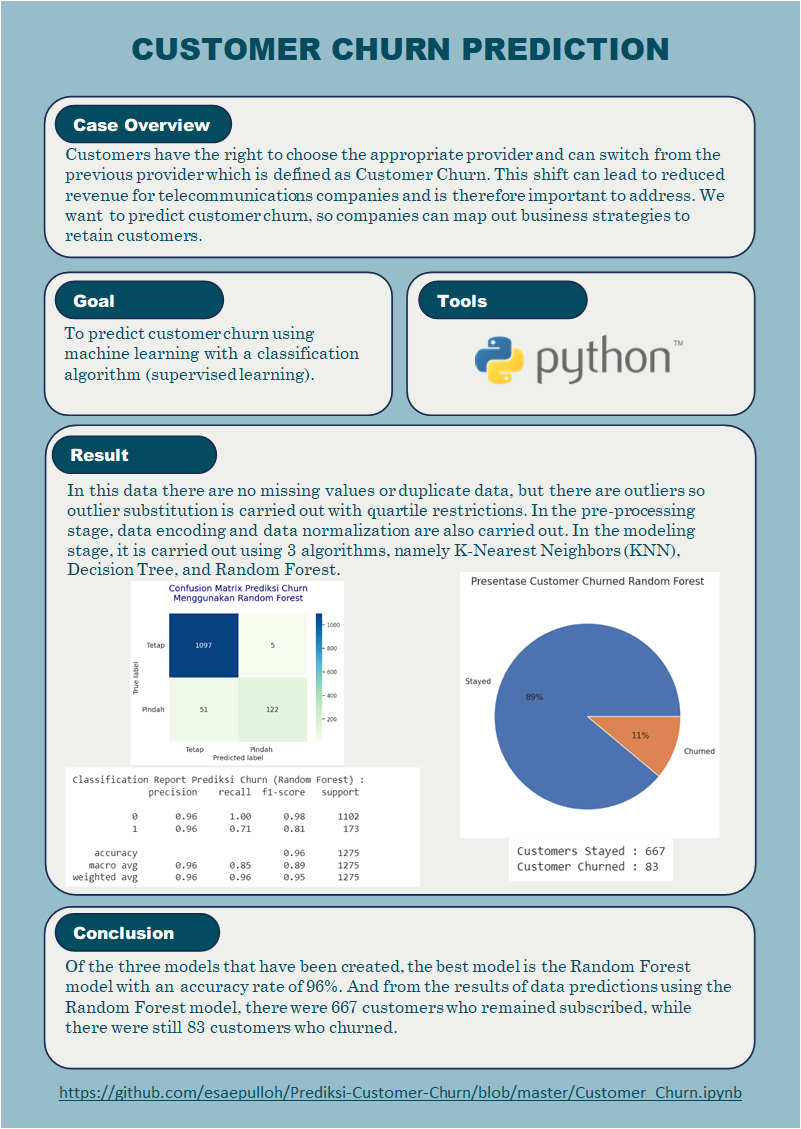 CUSTOMER CHURN PREDICTION
Case Overview
Customers have the right to choose the appropriate provider and can switch from the
previous provider which is defined as Customer Churn. This shift can lead to reduced
revenue for telecommunications companies and is therefore important to address. We
want to predict customer churn, so companies can map out business strategies to
retain customers.
Goal
To predict customer churn using
machine learning with a classification
algorithm (supervised learning).
Tools
python™
Result
In this data there are no missing values or duplicate data, but there are outliers so
outlier substitution is carried out with quartile restrictions. In the pre-processing
stage, data encoding and data normalization are also carried out. In the modeling
stage, it is carried out using 3 algorithms, namely K-Nearest Neighbors (KNN),
Decision Tree, and Random Forest.
Confusion Matrix Prediksi Churn
Menggunakan Random Forest
True label
Tetap 1097 5
Pindah 51 122
Tetap Pindah
Predicted label
1000
800
600
400
200
Classification Report Prediksi Churn (Random Forest) :
precision recall f1-score support
0 0.96 1.00 0.98 1102
1 0.96 0.71 0.81 173
accuracy 0.96 1275
macro avg 0.96 0.85 0.89 1275
weighted avg 0.96 0.96 0.95 1275
Presentase Customer Churned Random Forest
Stayed
89%
11%
Churned
Customers Stayed : 667
Customer Churned : 83
Conclusion
Of the three models that have been created, the best model is the Random Forest
model with an accuracy rate of 96%. And from the results of data predictions using the
Random Forest model, there were 667 customers who remained subscribed, while
there were still 83 customers who churned.
https://github.com/esaepulloh/Prediksi-Customer-Churn/blob/master/Customer_Churn.ipynb